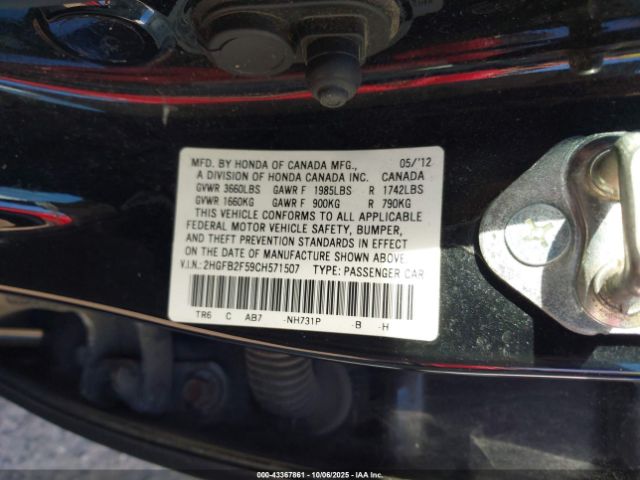 MFD. BY HONDA OF CANADA MFG., 05/'12
A DIVISION OF HONDA CANADA INC. CANADA
GVWR 3660LBS GAWR F 1985LBS R 1742LBS
GVWR 1660KG GAWR F 900KG R 790KG
THIS VEHICLE CONFORMS TO ALL APPLICABLE
FEDERAL MOTOR VEHICLE SAFETY, BUMPER,
AND THEFT PREVENTION STANDARDS IN EFFECT
ON THE DATE OF MANUFACTURE SHOWN ABOVE.
V.I.N.: 2HGFB2F59CH571507 TYPE: PASSENGER CAR
TR6 C AB7 -NH731P -B -H
000-43367861 | 10/06/2025 | IAA Inc.